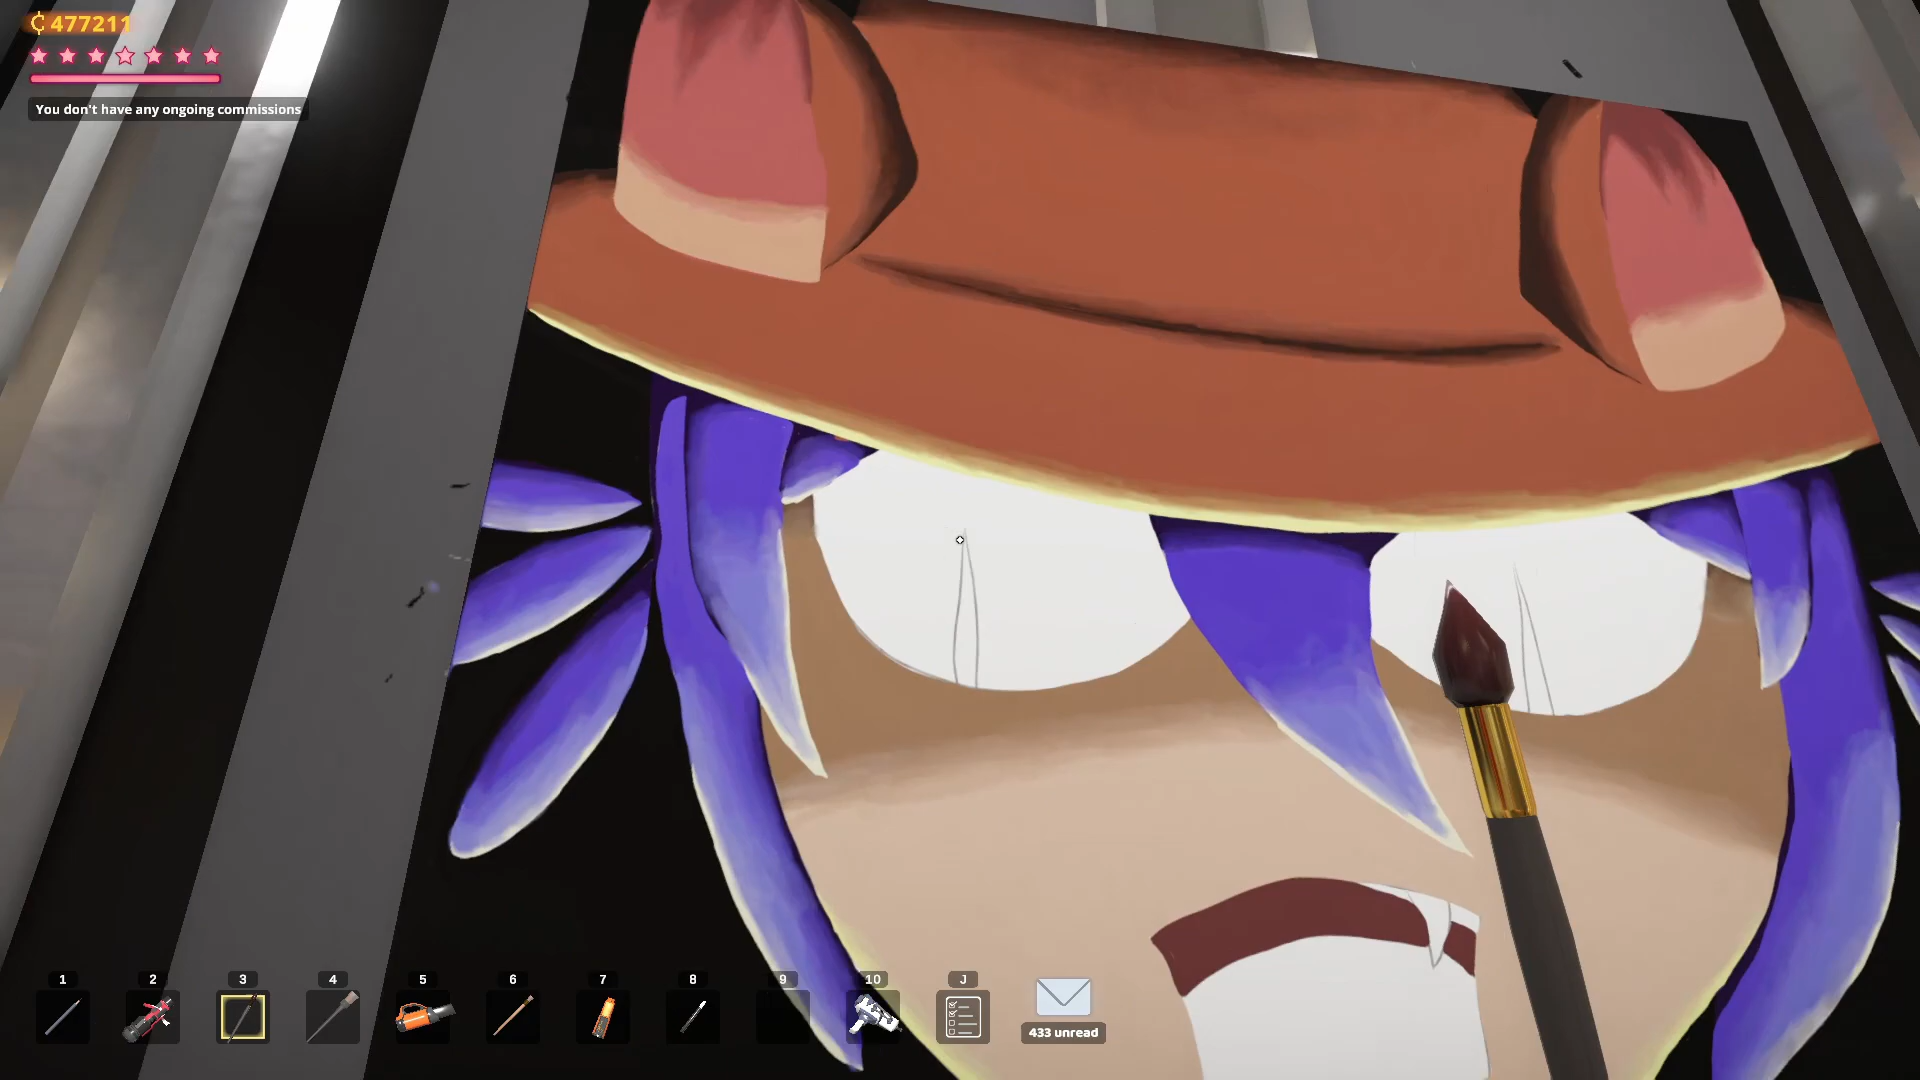 ₵ 477211
You don't have any ongoing commissions
1 2 3 4 5 6 7 8 9 10 J
433 unread